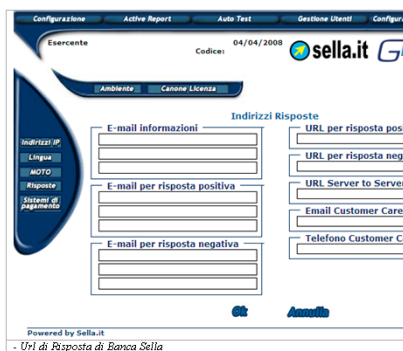 Configurazione Active Report Auto Test Gestione Utenti Configur
Esercente
Codice: 04/04/2008
sella.it G
Ambiente Canone Licenza
Indirizzi Risposte
Indirizzi IP
Lingua
MOTO
Risposte
Sistemi di
pagamento
E-mail informazioni
E-mail per risposta positiva
E-mail per risposta negativa
URL per risposta pos
URL per risposta neg
URL Server to Server
Email Customer Care
Telefono Customer C
Ok Annulla
Powered by Sella.it
- Url di Risposta di Banca Sella